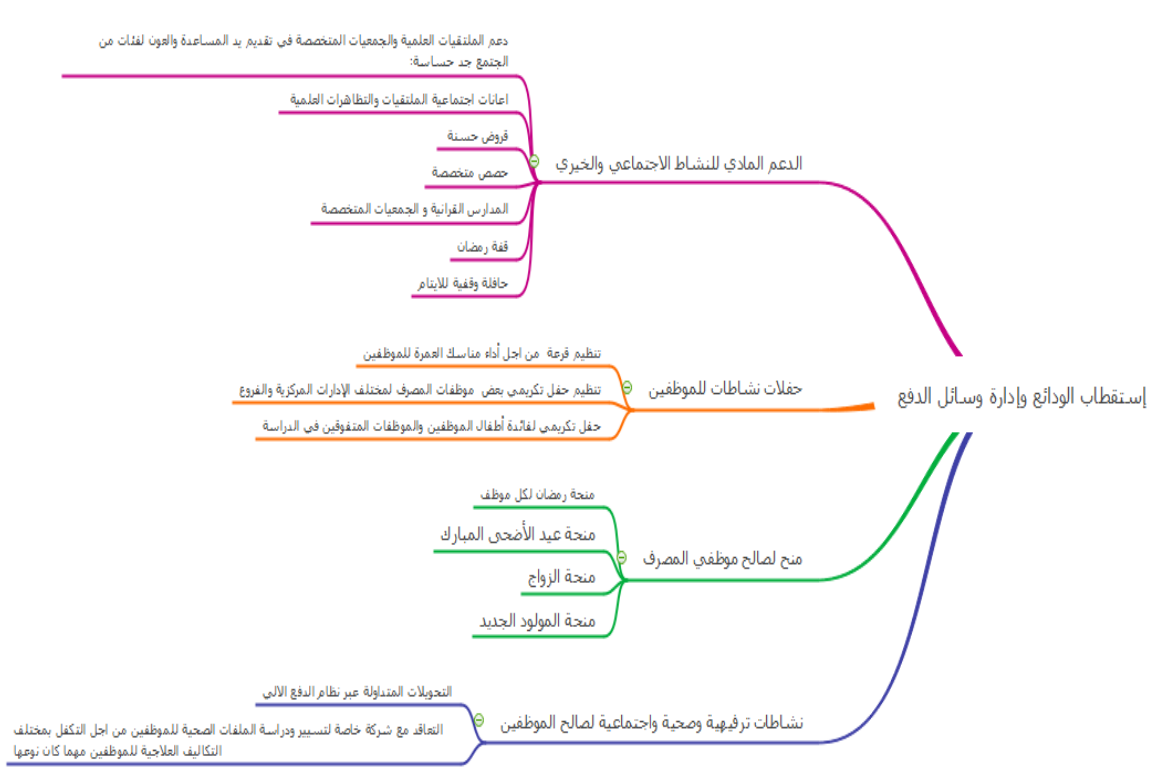 إستقطاب الودائع وإدارة وسائل الدفع
الدعم المادي للنشاط الاجتماعي والخيري
دعم الملتقيات العلمية والجمعيات المتخصصة في تقديم يد المساعدة والعون لفئات من
الجتمع جد حساسة:
اعانات اجتماعية الملتقيات والتظاهرات العلمية
قروض حسنة
حصص متخصصة
المدارس القرانية و الجمعيات المتخصصة
قفة رمضان
حافلة وقفية للايتام
حفلات نشاطات للموظفين
تنظيم قرعة من اجل أداء مناسك العمرة للموظفين
تنظيم حفل تكريمي بعض موظفات المصرف لمختلف الإدارات المركزية والفروع
حفل تكريمي لفائدة أطفال الموظفين والموظفات المتفوقين في الدراسة
منح لصالح موظفي المصرف
منحة رمضان لكل موظف
منحة عيد الأضحى المبارك
منحة الزواج
منحة المولود الجديد
نشاطات ترفيهية وصحية واجتماعية لصالح الموظفين
التحويلات المتداولة عبر نظام الدفع الالي
التعاقد مع شركة خاصة لتسيير ودراسة الملفات الصحية للموظفين من اجل التكفل بمختلف
التكاليف العلاجية للموظفين مهما كان نوعها